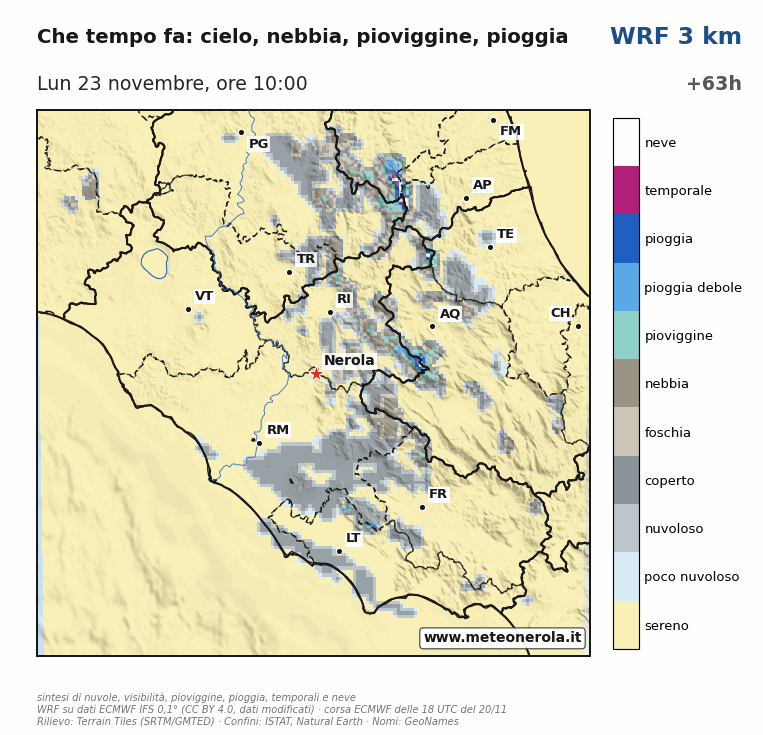 Che tempo fa: cielo, nebbia, pioviggine, pioggia
WRF 3 km
Lun 23 novembre, ore 10:00
+63h
FM
PG
AP
TE
TR
VT
RI
AQ
CH
Nerola
RM
FR
LT
www.meteonerola.it
neve
temporale
pioggia
pioggia debole
pioviggine
nebbia
foschia
coperto
nuvoloso
poco nuvoloso
sereno
sintesi di nuvole, visibilità, pioviggine, pioggia, temporali e neve
WRF su dati ECMWF IFS 0,1° (CC BY 4.0, dati modificati) · corsa ECMWF delle 18 UTC del 20/11
Rilievo: Terrain Tiles (SRTM/GMTED) · Confini: ISTAT, Natural Earth · Nomi: GeoNames